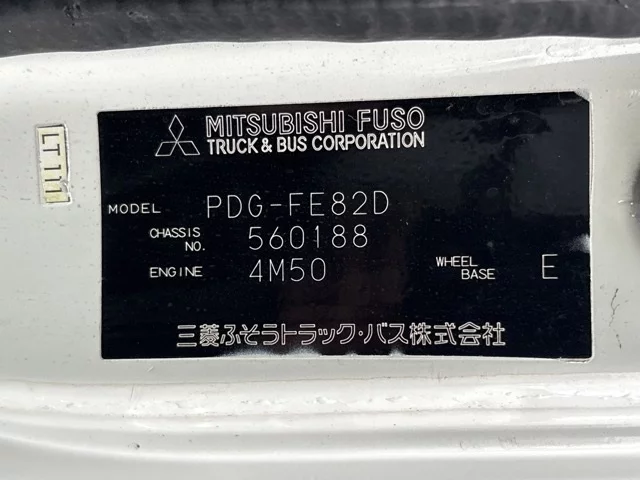 MITSUBISHI FUSO
TRUCK & BUS CORPORATION
LT111
MODEL PDG-FE82D
CHASSIS NO. 560188
ENGINE 4M50 WHEEL BASE E
三菱ふそうトラック・バス株式会社